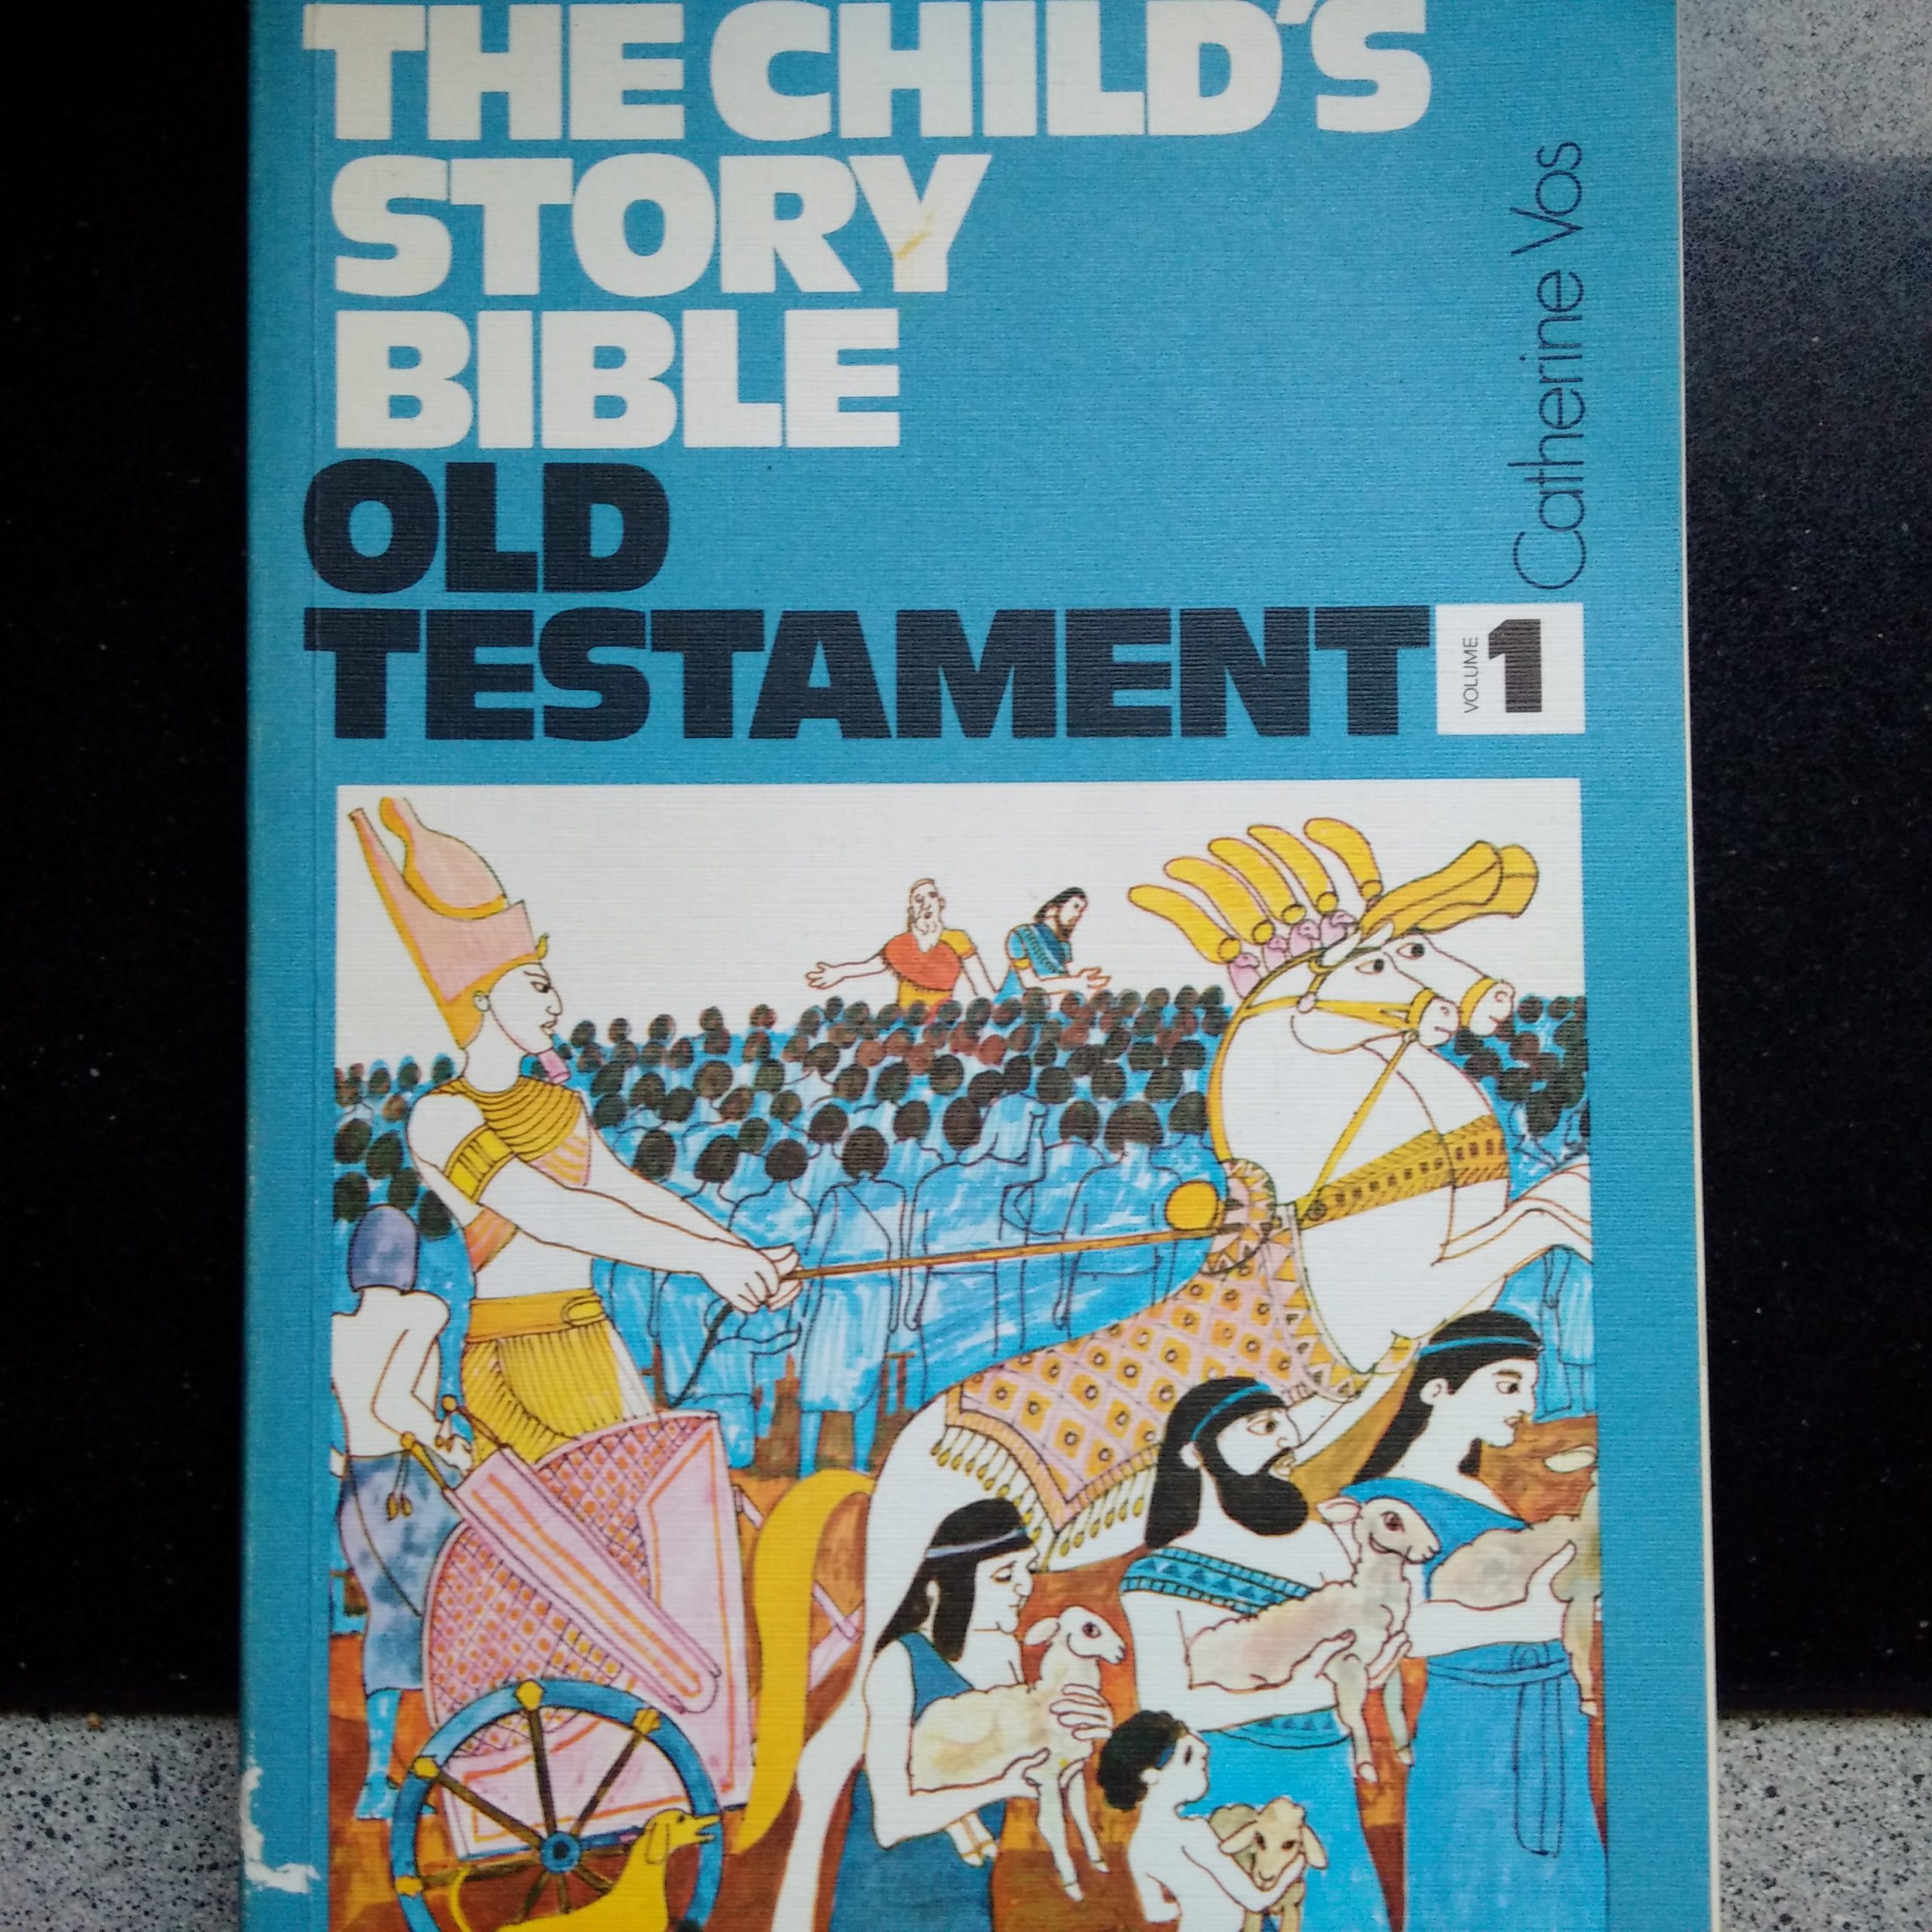 THE CHILD'S
STORY
BIBLE
OLD
TESTAMENT
VOLUME
1
Catherine Vos